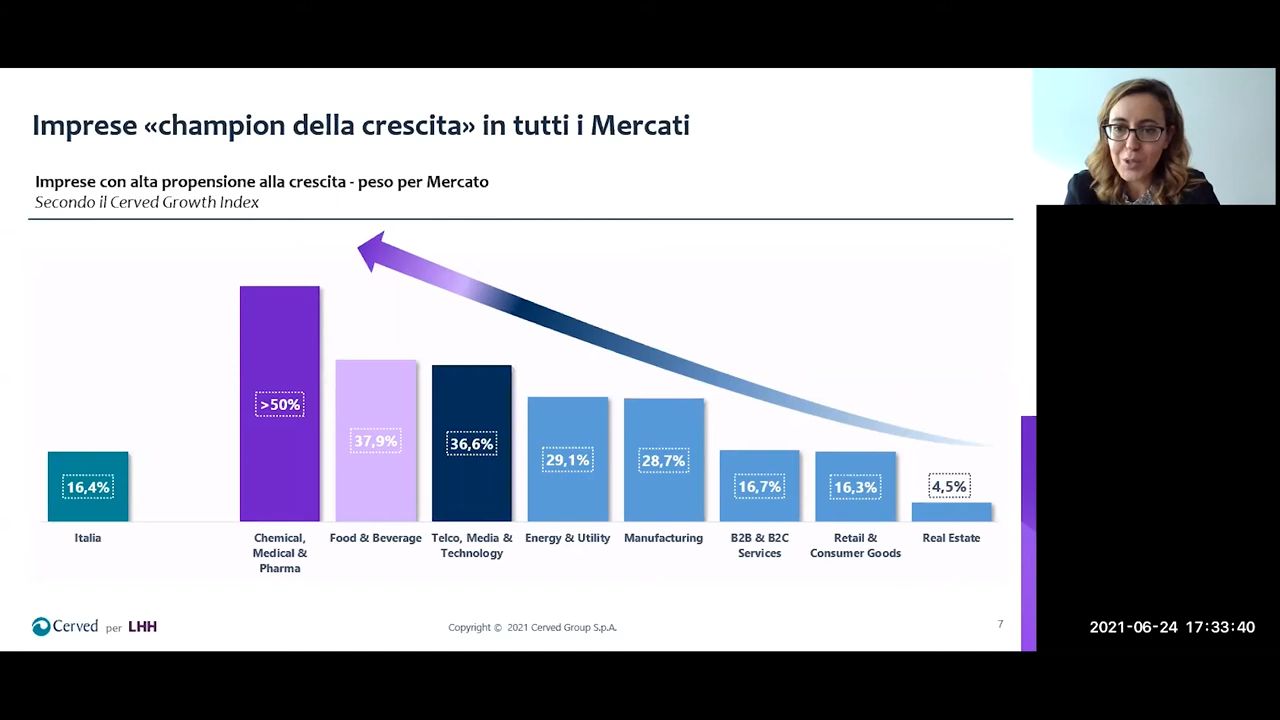 Imprese «champion della crescita» in tutti i Mercati
Imprese con alta propensione alla crescita - peso per Mercato
Secondo il Cerved Growth Index
16,4%
>50%
37,9%
36,6%
29,1%
28,7%
16,7%
16,3%
4,5%
Italia
Chemical,
Medical &
Pharma
Food & Beverage
Telco, Media &
Technology
Energy & Utility
Manufacturing
B2B & B2C
Services
Retail &
Consumer Goods
Real Estate
Cerved per LHH
Copyright © 2021 Cerved Group S.p.A.
7
2021-06-24 17:33:40